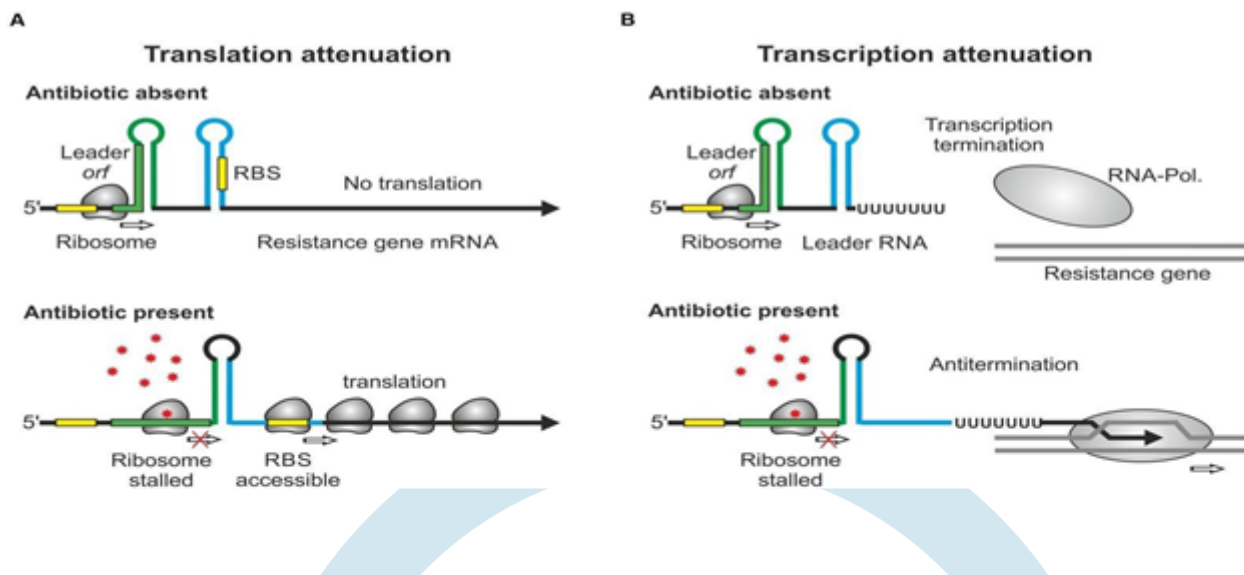 A
Translation attenuation
Antibiotic absent
Leader
orf
RBS
No translation
5'
Ribosome
Resistance gene mRNA
Antibiotic present
translation
5'
Ribosome
stalled
RBS
accessible
B
Transcription attenuation
Antibiotic absent
Transcription
termination
Leader
orf
RNA-Pol.
5'
UUUUUUU
Ribosome
Leader RNA
Resistance gene
Antibiotic present
Antitermination
5'
UUUUUUU
Ribosome
stalled